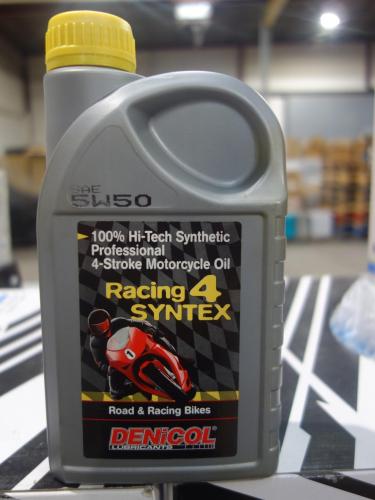 SAE
5W50
100% Hi-Tech Synthetic
Professional
4-Stroke Motorcycle Oil
Racing 4
SYNTEX
1
Road & Racing Bikes
DENiCOL
LUBRICANTS